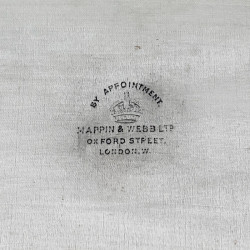 BY APPOINTMENT.
MAPPIN & WEBB LTD
OXFORD STREET.
LONDON.W.